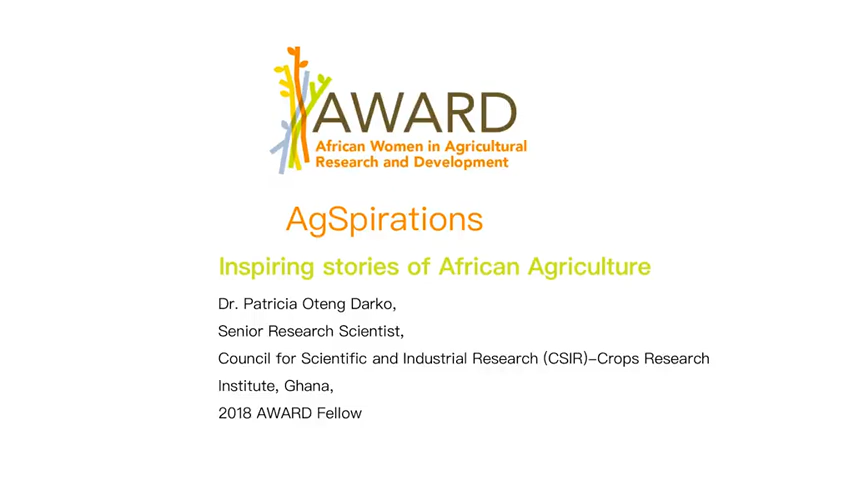 AWARD
African Women in Agricultural
Research and Development
AgSpirations
Inspiring stories of African Agriculture
Dr. Patricia Oteng Darko,
Senior Research Scientist,
Council for Scientific and Industrial Research (CSIR)–Crops Research
Institute, Ghana,
2018 AWARD Fellow